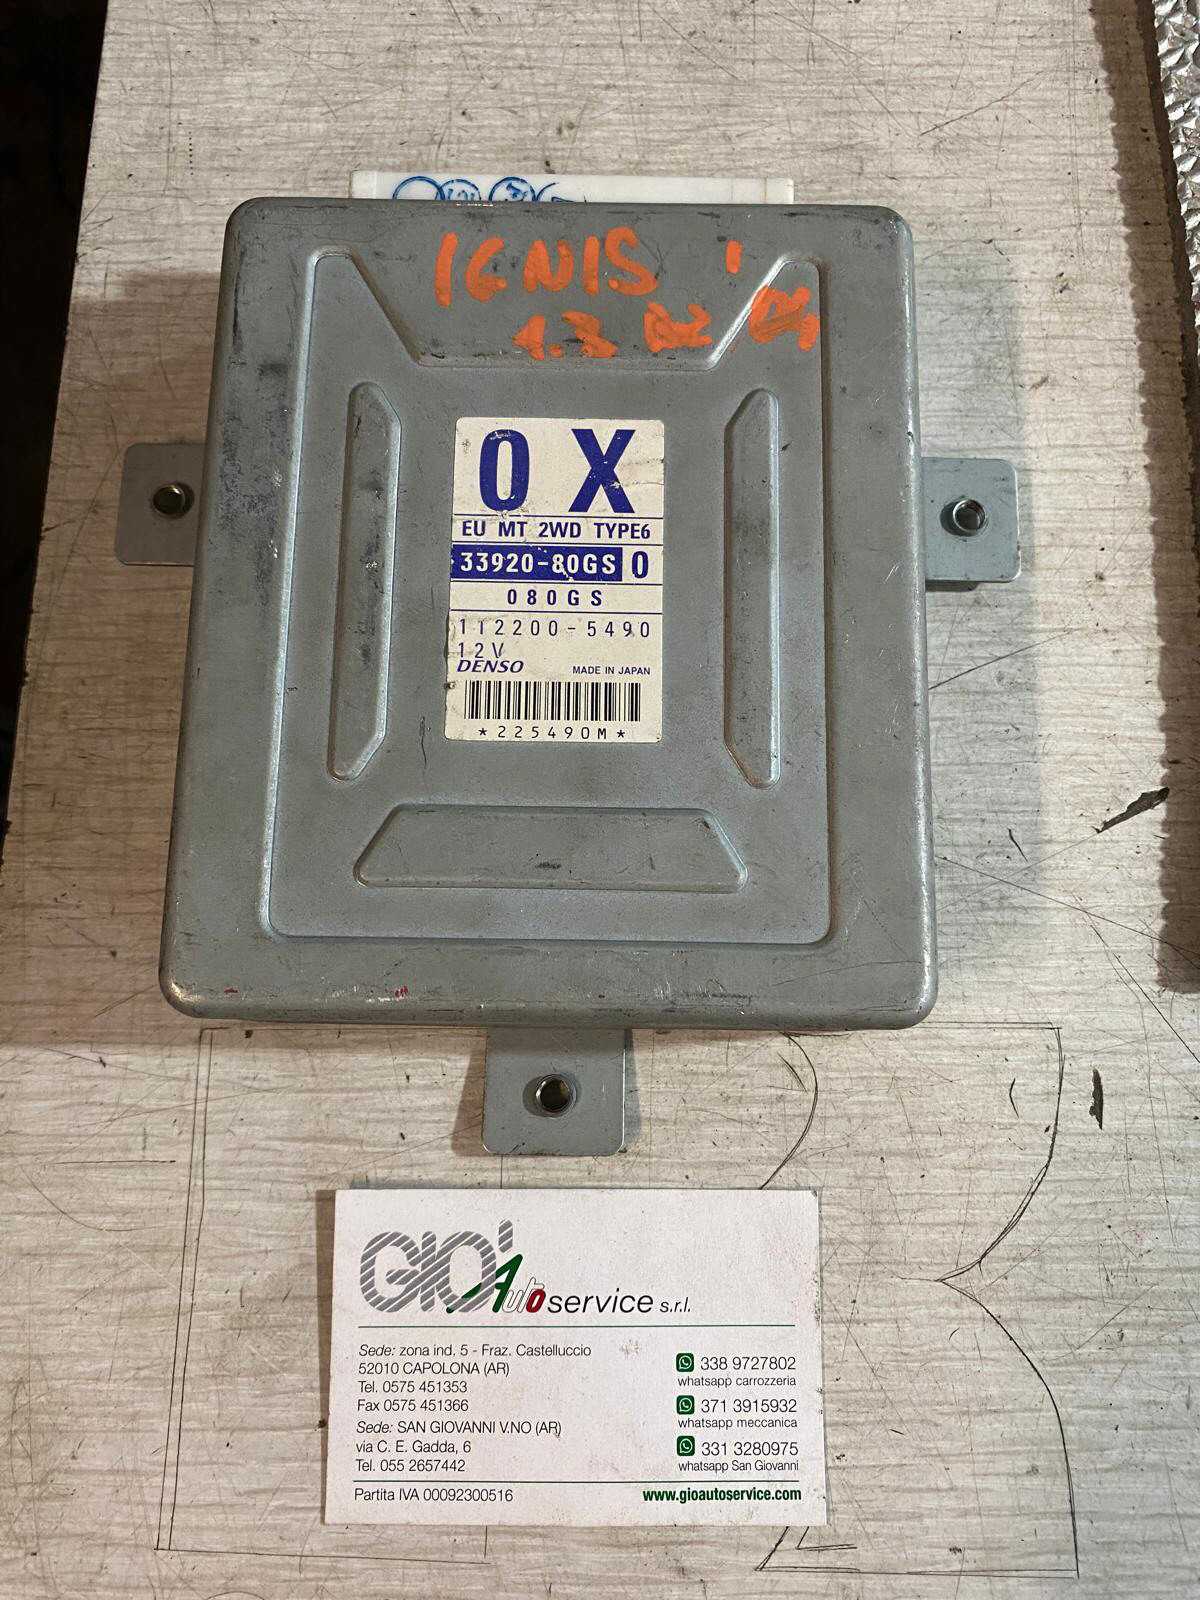 IGNIS
1.3
0 X
EU MT 2WD TYPE6
33920-80GS 0
080GS
112200-5490
12V
DENSO MADE IN JAPAN
*225490M*
GIO' Autoservice s.r.l.
Sede: zona ind. 5 - Fraz. Castelluccio
52010 CAPOLONA (AR)
Tel. 0575 451353
Fax 0575 451366
Sede: SAN GIOVANNI V.NO (AR)
via C. E. Gadda, 6
Tel. 055 2657442
338 9727802
whatsapp carrozzeria
371 3915932
whatsapp meccanica
331 3280975
whatsapp San Giovanni
Partita IVA 00092300516
www.gioautoservice.com